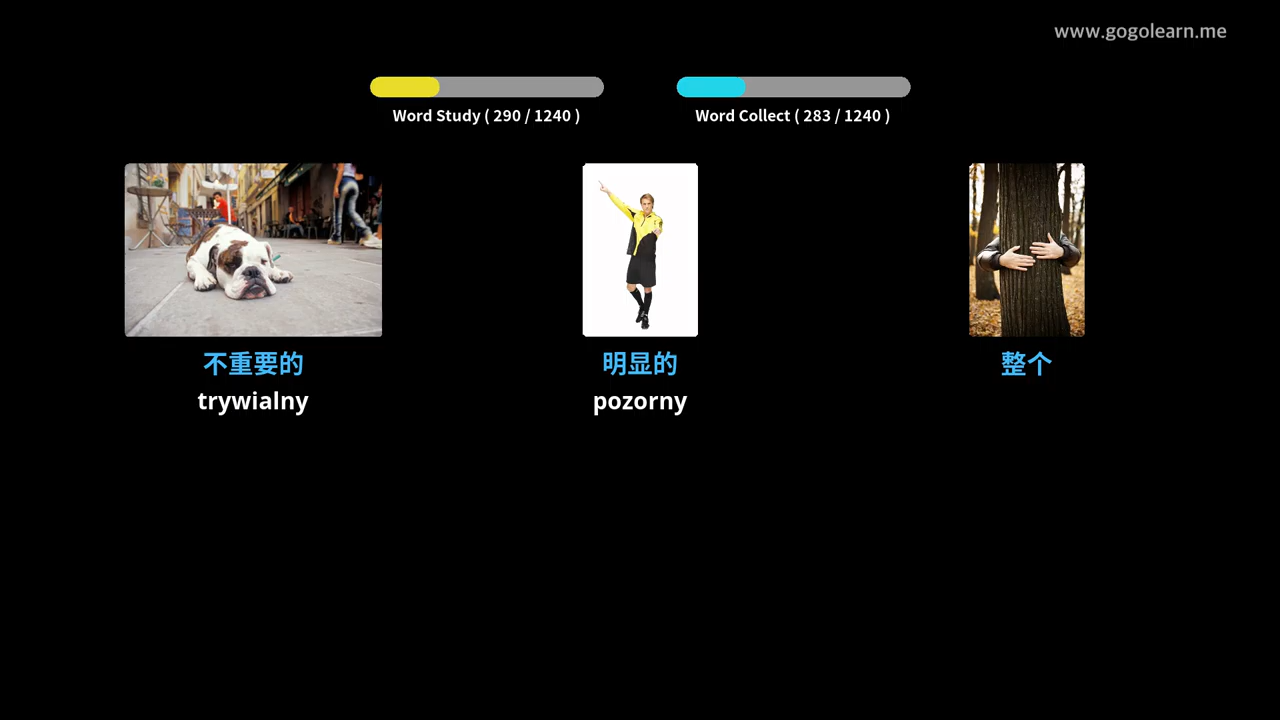 www.gogolearn.me
Word Study ( 290 / 1240 )
Word Collect ( 283 / 1240 )
不重要的
trywialny
明显的
pozorny
整个